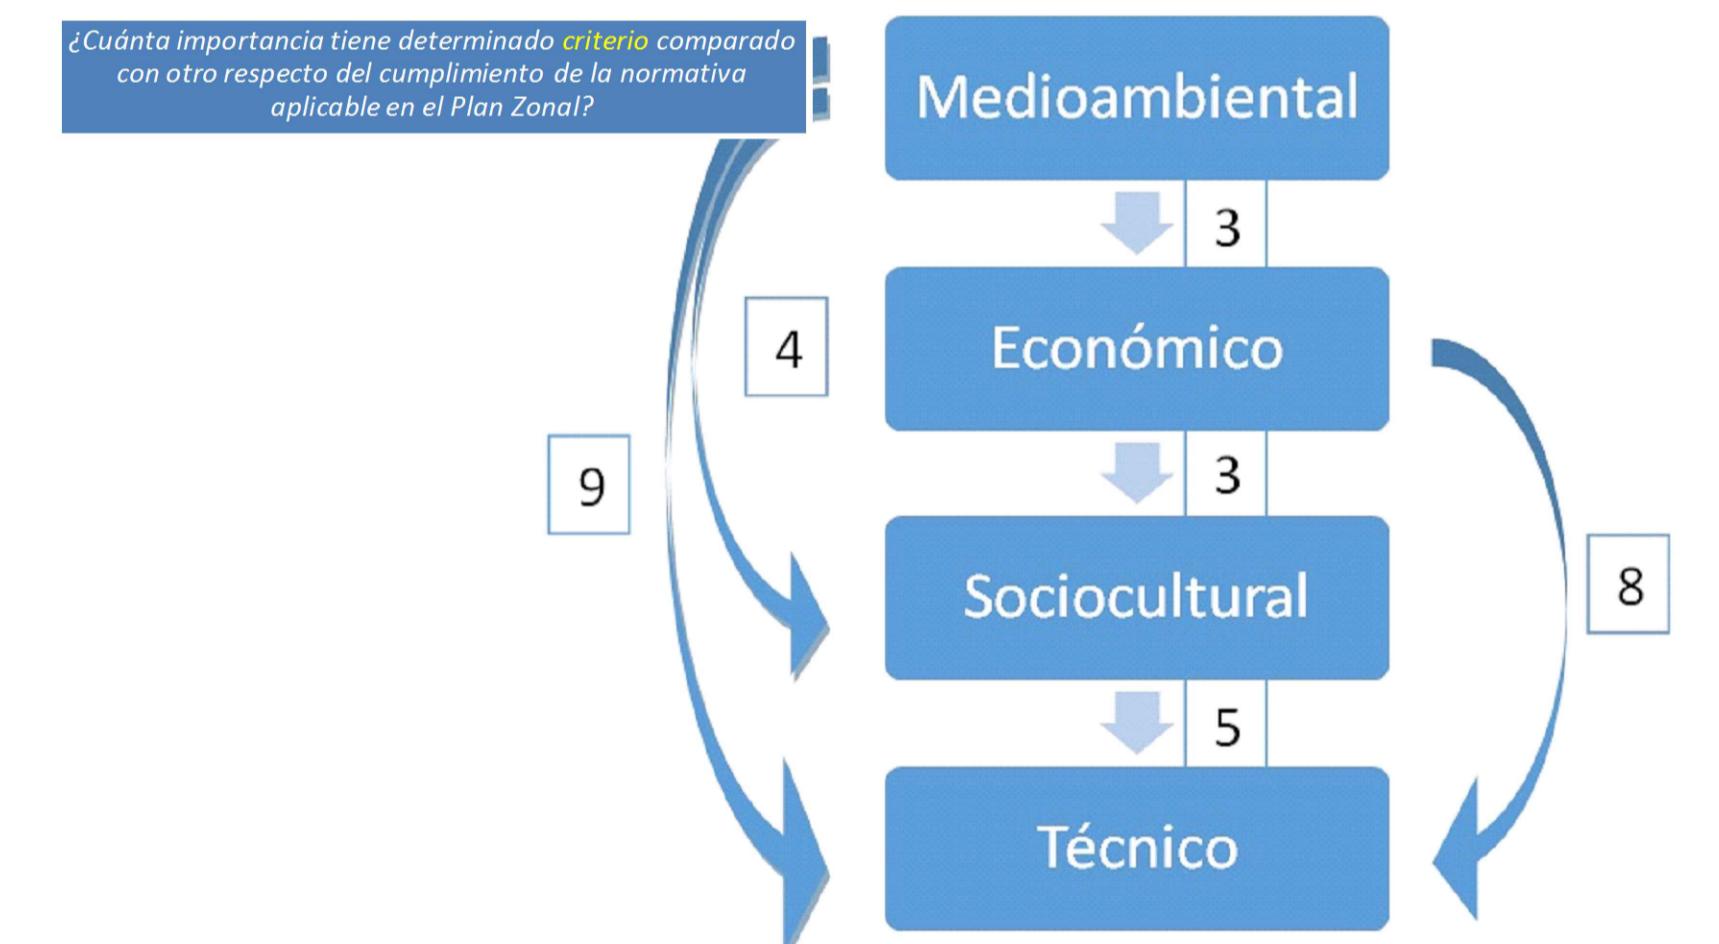 ¿Cuánta importancia tiene determinado criterio comparado
con otro respecto del cumplimiento de la normativa
aplicable en el Plan Zonal?
Medioambiental
3
4
Económico
9
3
8
Sociocultural
5
Técnico